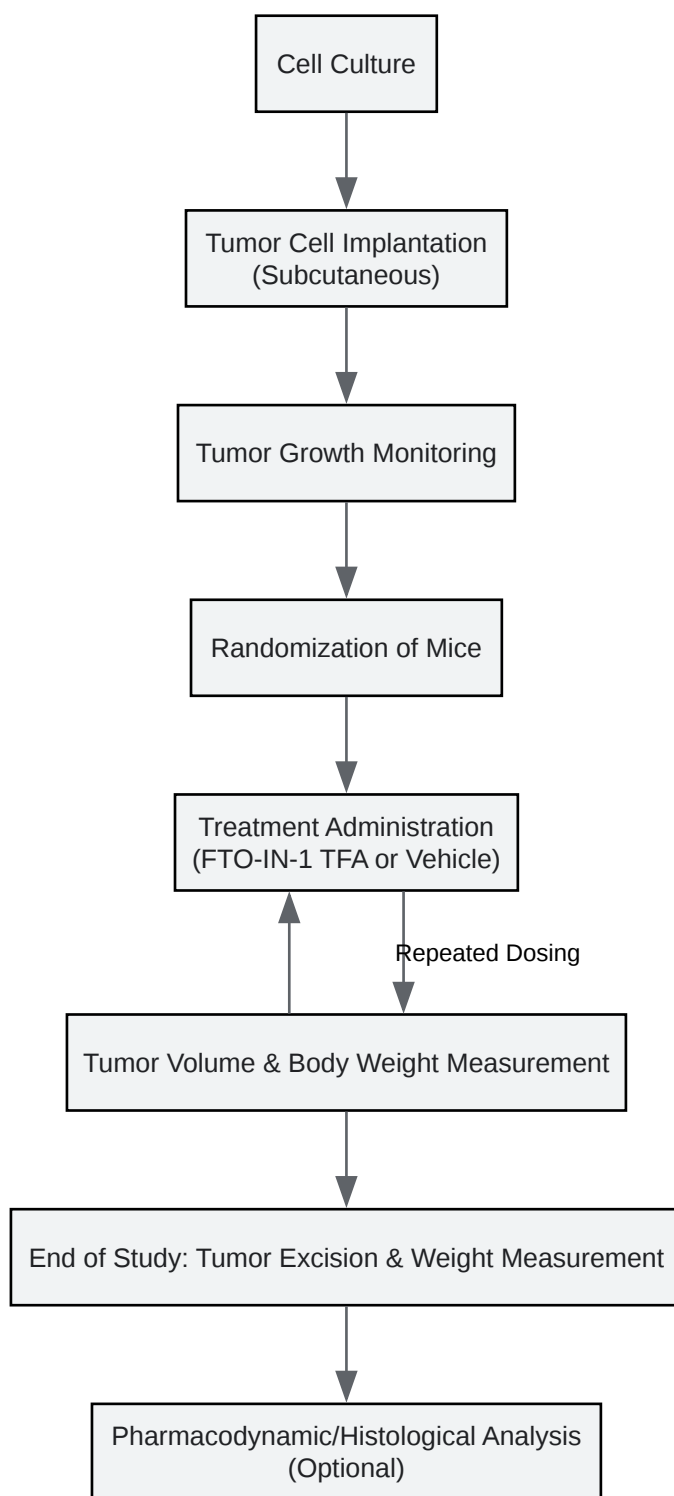 Cell Culture
Tumor Cell Implantation
(Subcutaneous)
Tumor Growth Monitoring
Randomization of Mice
Treatment Administration
(FTO-IN-1 TFA or Vehicle)
Repeated Dosing
Tumor Volume & Body Weight Measurement
End of Study: Tumor Excision & Weight Measurement
Pharmacodynamic/Histological Analysis
(Optional)